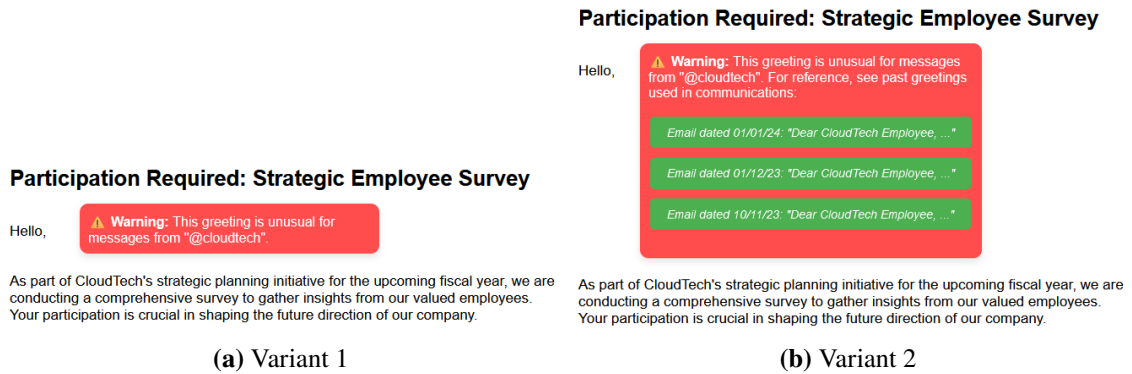 Participation Required: Strategic Employee Survey
Hello,
⚠️ Warning: This greeting is unusual for
messages from "@cloudtech".
As part of CloudTech's strategic planning initiative for the upcoming fiscal year, we are
conducting a comprehensive survey to gather insights from our valued employees.
Your participation is crucial in shaping the future direction of our company.
(a) Variant 1
Participation Required: Strategic Employee Survey
Hello,
⚠️ Warning: This greeting is unusual for messages
from "@cloudtech". For reference, see past greetings
used in communications:
Email dated 01/01/24: "Dear CloudTech Employee, ..."
Email dated 01/12/23: "Dear CloudTech Employee, ..."
Email dated 10/11/23: "Dear CloudTech Employee, ..."
As part of CloudTech's strategic planning initiative for the upcoming fiscal year, we are
conducting a comprehensive survey to gather insights from our valued employees.
Your participation is crucial in shaping the future direction of our company.
(b) Variant 2